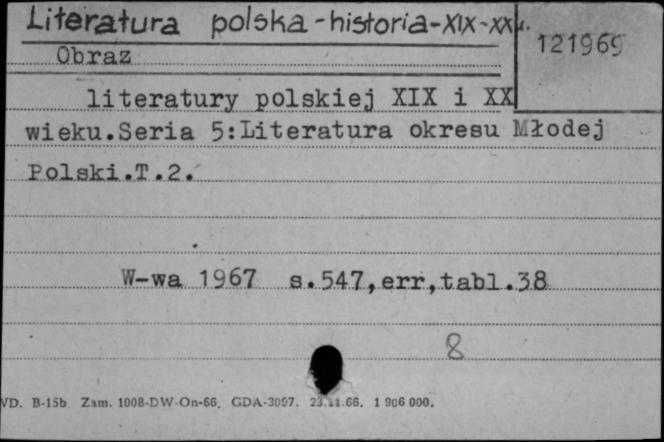 Literatura polska-historia-XIX-XX w.
121969
Obraz
literatury polskiej XIX i XX
wieku.Seria 5:Literatura okresu Młodej
Polski.T.2.
W-wa 1967 s.547,err,tabl.38
8
VD. B-15b Zam. 1008-DW-On-66. GDA-3097. 23.11.66. 1 906 000.